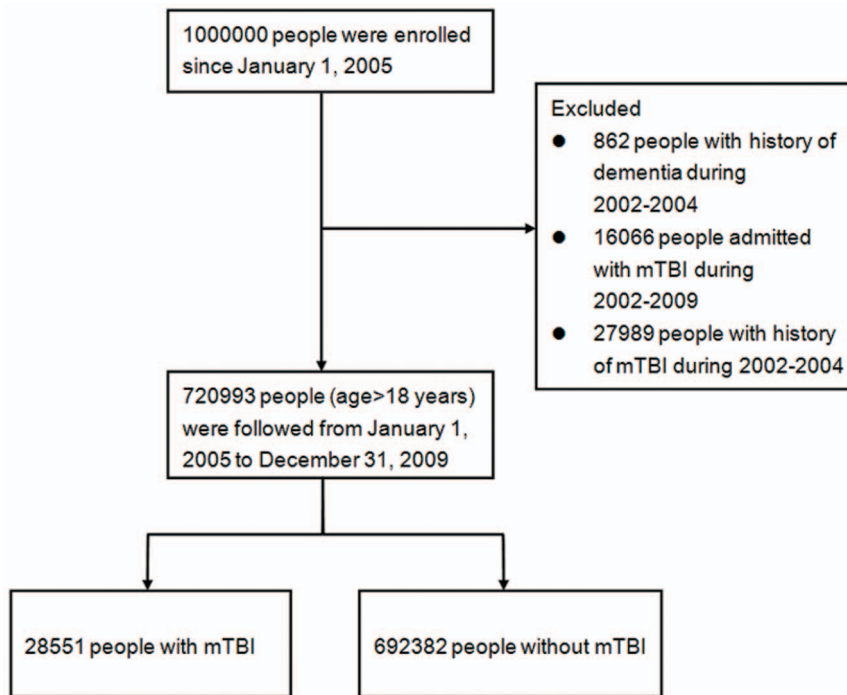 1000000 people were enrolled
since January 1, 2005
Excluded
● 862 people with history of
dementia during
2002-2004
● 16066 people admitted
with mTBI during
2002-2009
● 27989 people with history
of mTBI during 2002-2004
720993 people (age>18 years)
were followed from January 1,
2005 to December 31, 2009
28551 people with mTBI
692382 people without mTBI